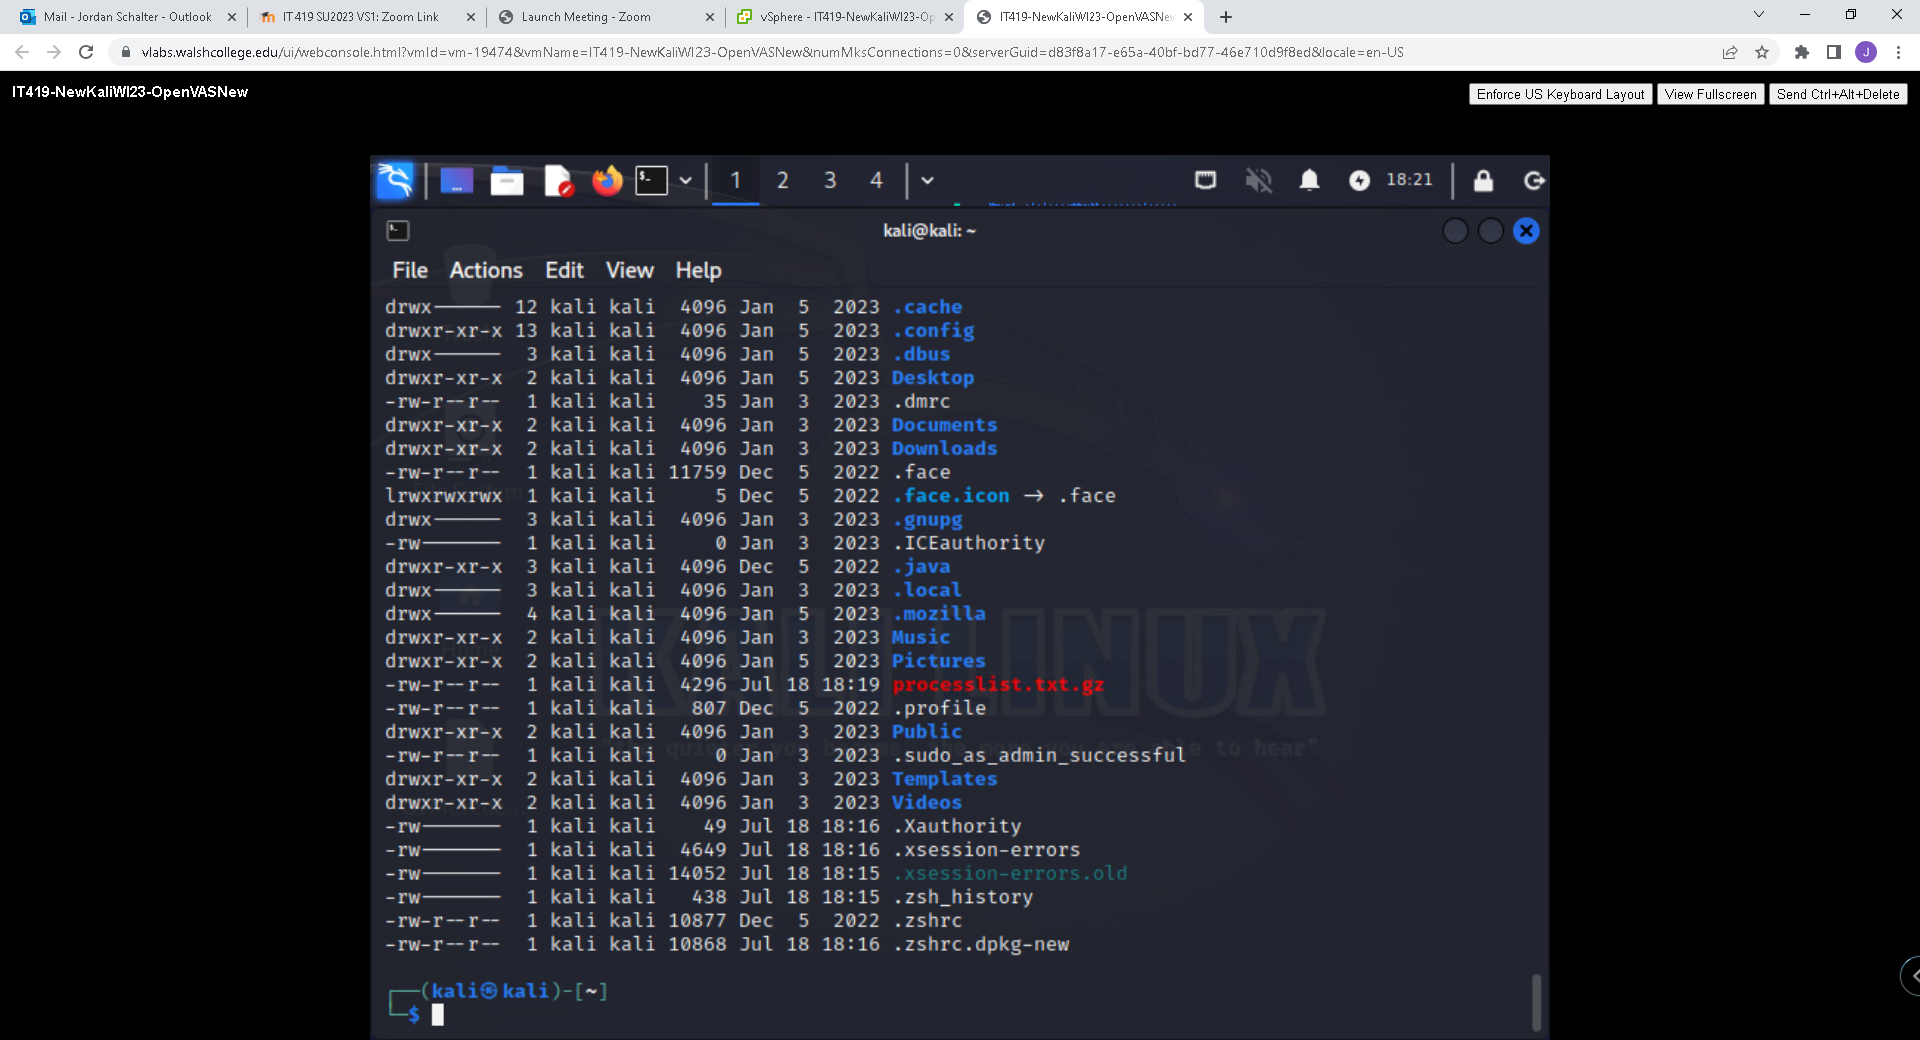 Mail - Jordan Schalter - Outlook
IT 419 SU2023 VS1: Zoom Link
Launch Meeting - Zoom
vSphere - IT419-NewKaliWI23-Op
IT419-NewKaliWI23-OpenVASNew
vlabs.walshcollege.edu/ui/webconsole.html?vmId=vm-19474&vmName=IT419-NewKaliWI23-OpenVASNew&numMksConnections=0&serverGuid=d83f8a17-e65a-40bf-bd77-46e710d9f8ed&locale=en-US
J
IT419-NewKaliWI23-OpenVASNew
Enforce US Keyboard Layout View Fullscreen Send Ctrl+Alt+Delete
1 2 3 4 18:21
kali@kali: ~
File Actions Edit View Help
drwx------ 12 kali kali 4096 Jan 5 2023 .cache
drwxr-xr-x 13 kali kali 4096 Jan 5 2023 .config
drwx------ 3 kali kali 4096 Jan 5 2023 .dbus
drwxr-xr-x 2 kali kali 4096 Jan 5 2023 Desktop
-rw-r--r-- 1 kali kali 35 Jan 3 2023 .dmrc
drwxr-xr-x 2 kali kali 4096 Jan 3 2023 Documents
drwxr-xr-x 2 kali kali 4096 Jan 3 2023 Downloads
-rw-r--r-- 1 kali kali 11759 Dec 5 2022 .face
lrwxrwxrwx 1 kali kali 5 Dec 5 2022 .face.icon → .face
drwx------ 3 kali kali 4096 Jan 3 2023 .gnupg
-rw------- 1 kali kali 0 Jan 3 2023 .ICEauthority
drwxr-xr-x 3 kali kali 4096 Dec 5 2022 .java
drwx------ 3 kali kali 4096 Jan 3 2023 .local
drwx------ 4 kali kali 4096 Jan 5 2023 .mozilla
drwxr-xr-x 2 kali kali 4096 Jan 3 2023 Music
drwxr-xr-x 2 kali kali 4096 Jan 5 2023 Pictures
-rw-r--r-- 1 kali kali 4296 Jul 18 18:19 processlist.txt.gz
-rw-r--r-- 1 kali kali 807 Dec 5 2022 .profile
drwxr-xr-x 2 kali kali 4096 Jan 3 2023 Public
-rw-r--r-- 1 kali kali 0 Jan 3 2023 .sudo_as_admin_successful
drwxr-xr-x 2 kali kali 4096 Jan 3 2023 Templates
drwxr-xr-x 2 kali kali 4096 Jan 3 2023 Videos
-rw------- 1 kali kali 49 Jul 18 18:16 .Xauthority
-rw------- 1 kali kali 4649 Jul 18 18:16 .xsession-errors
-rw------- 1 kali kali 14052 Jul 18 18:15 .xsession-errors.old
-rw------- 1 kali kali 438 Jul 18 18:15 .zsh_history
-rw-r--r-- 1 kali kali 10877 Dec 5 2022 .zshrc
-rw-r--r-- 1 kali kali 10868 Jul 18 18:16 .zshrc.dpkg-new
┌──(kali㉿kali)-[~]
└─$
KALI LINUX
Home